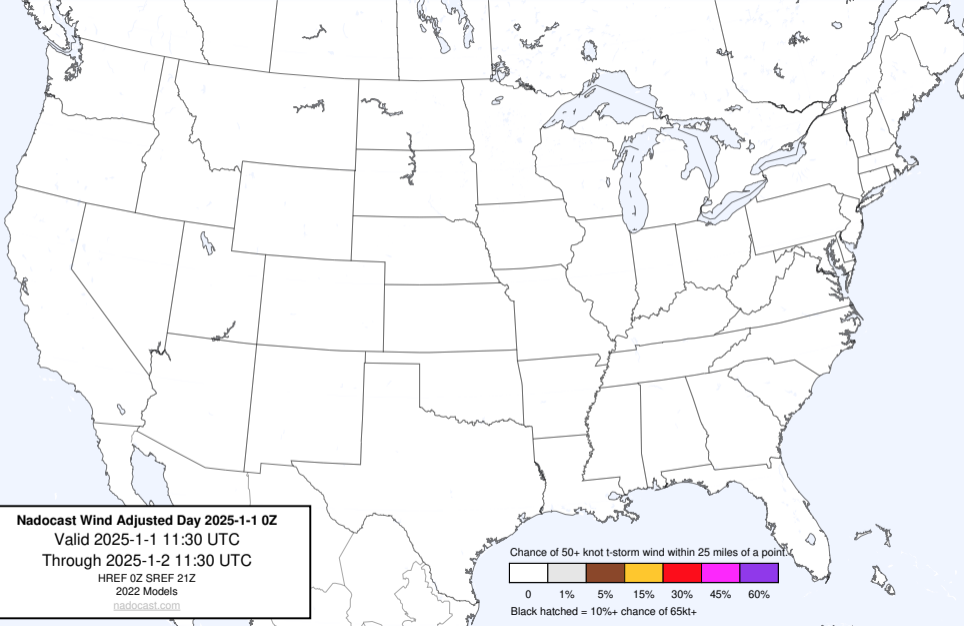 Nadocast Wind Adjusted Day 2025-1-1 0Z
Valid 2025-1-1 11:30 UTC
Through 2025-1-2 11:30 UTC
HREF 0Z SREF 21Z
2022 Models
nadocast.com
Chance of 50+ knot t-storm wind within 25 miles of a point.
0 1% 5% 15% 30% 45% 60%
Black hatched = 10%+ chance of 65kt+